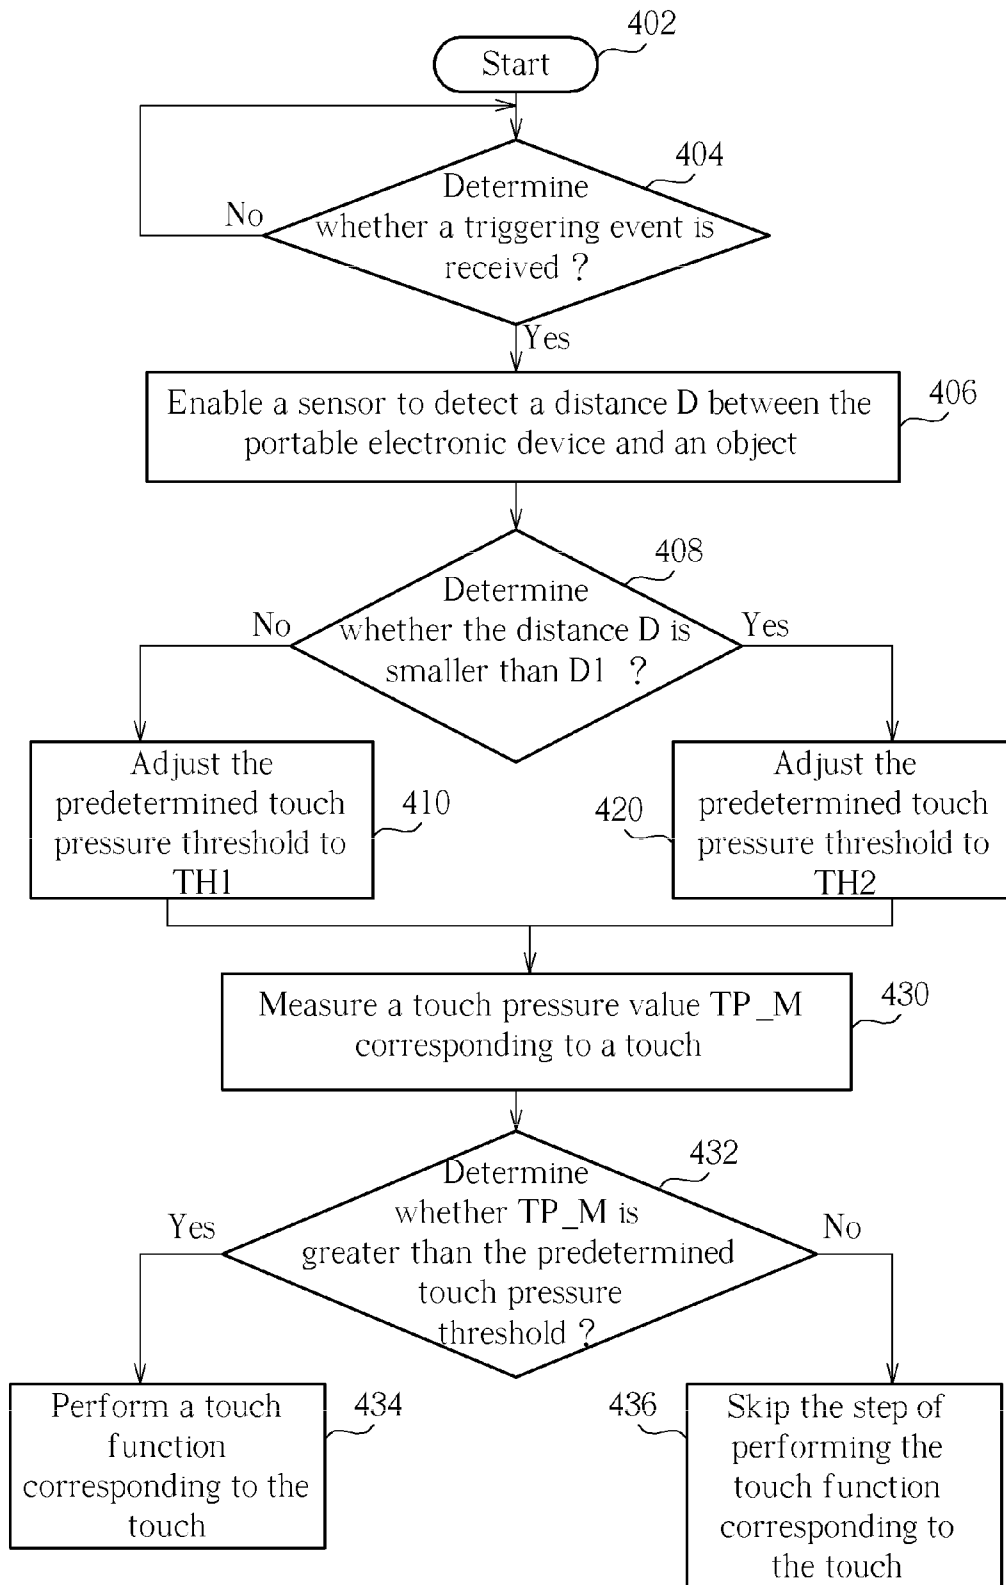 402
Start
404
Determine
whether a triggering event is
received ?
No
Yes
Enable a sensor to detect a distance D between the
portable electronic device and an object
406
408
Determine
whether the distance D is
smaller than D1 ?
No
Yes
Adjust the
predetermined touch
pressure threshold to
TH1
410
420
Adjust the
predetermined touch
pressure threshold to
TH2
Measure a touch pressure value TP_M
corresponding to a touch
430
432
Determine
whether TP_M is
greater than the predetermined
touch pressure
threshold ?
Yes
No
Perform a touch
function
corresponding to the
touch
434
436
Skip the step of
performing the
touch function
corresponding to
the touch